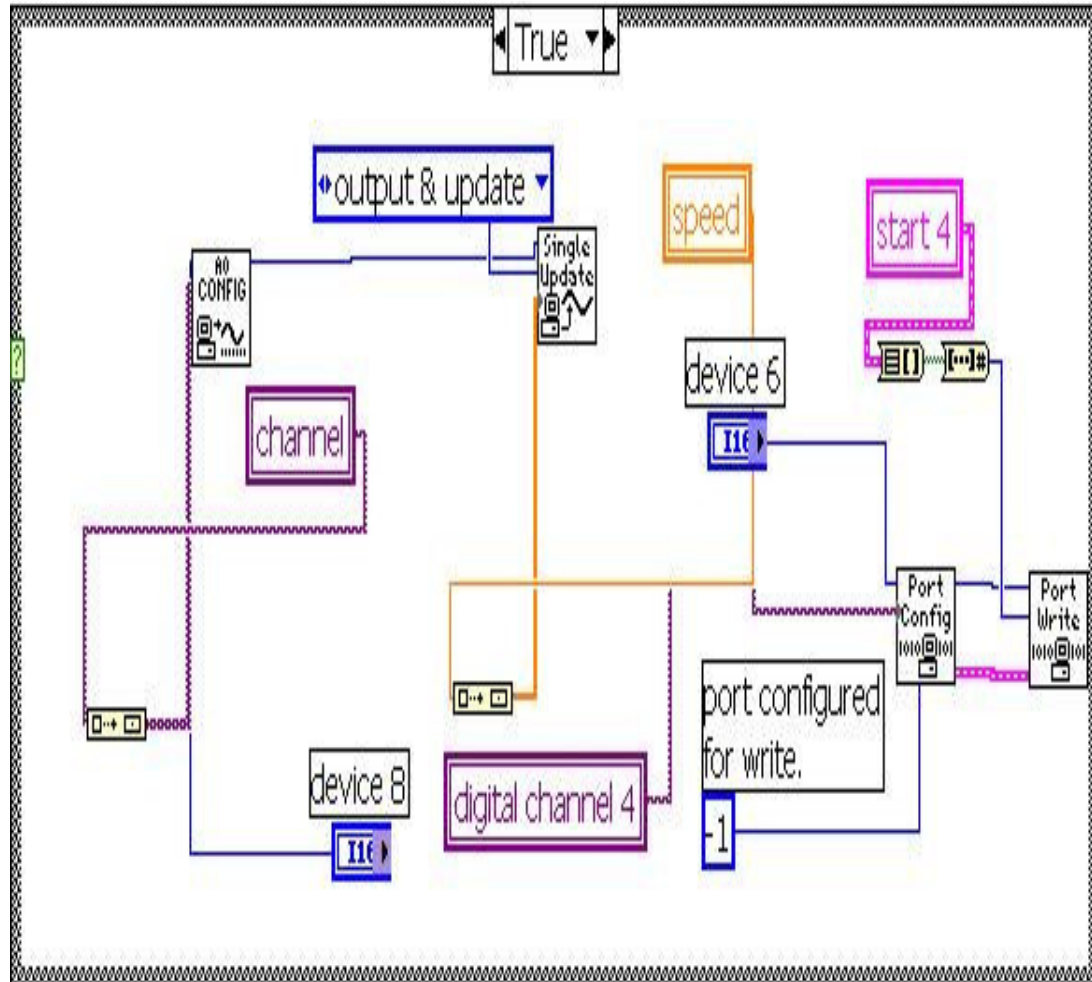 True
output & update
speed
start 4
AO
CONFIG
Single
Update
?
device 6
I16
channel
[]
[...]#
Port
Config
Port
Write
port configured
for write.
device 8
I16
digital channel 4
-1